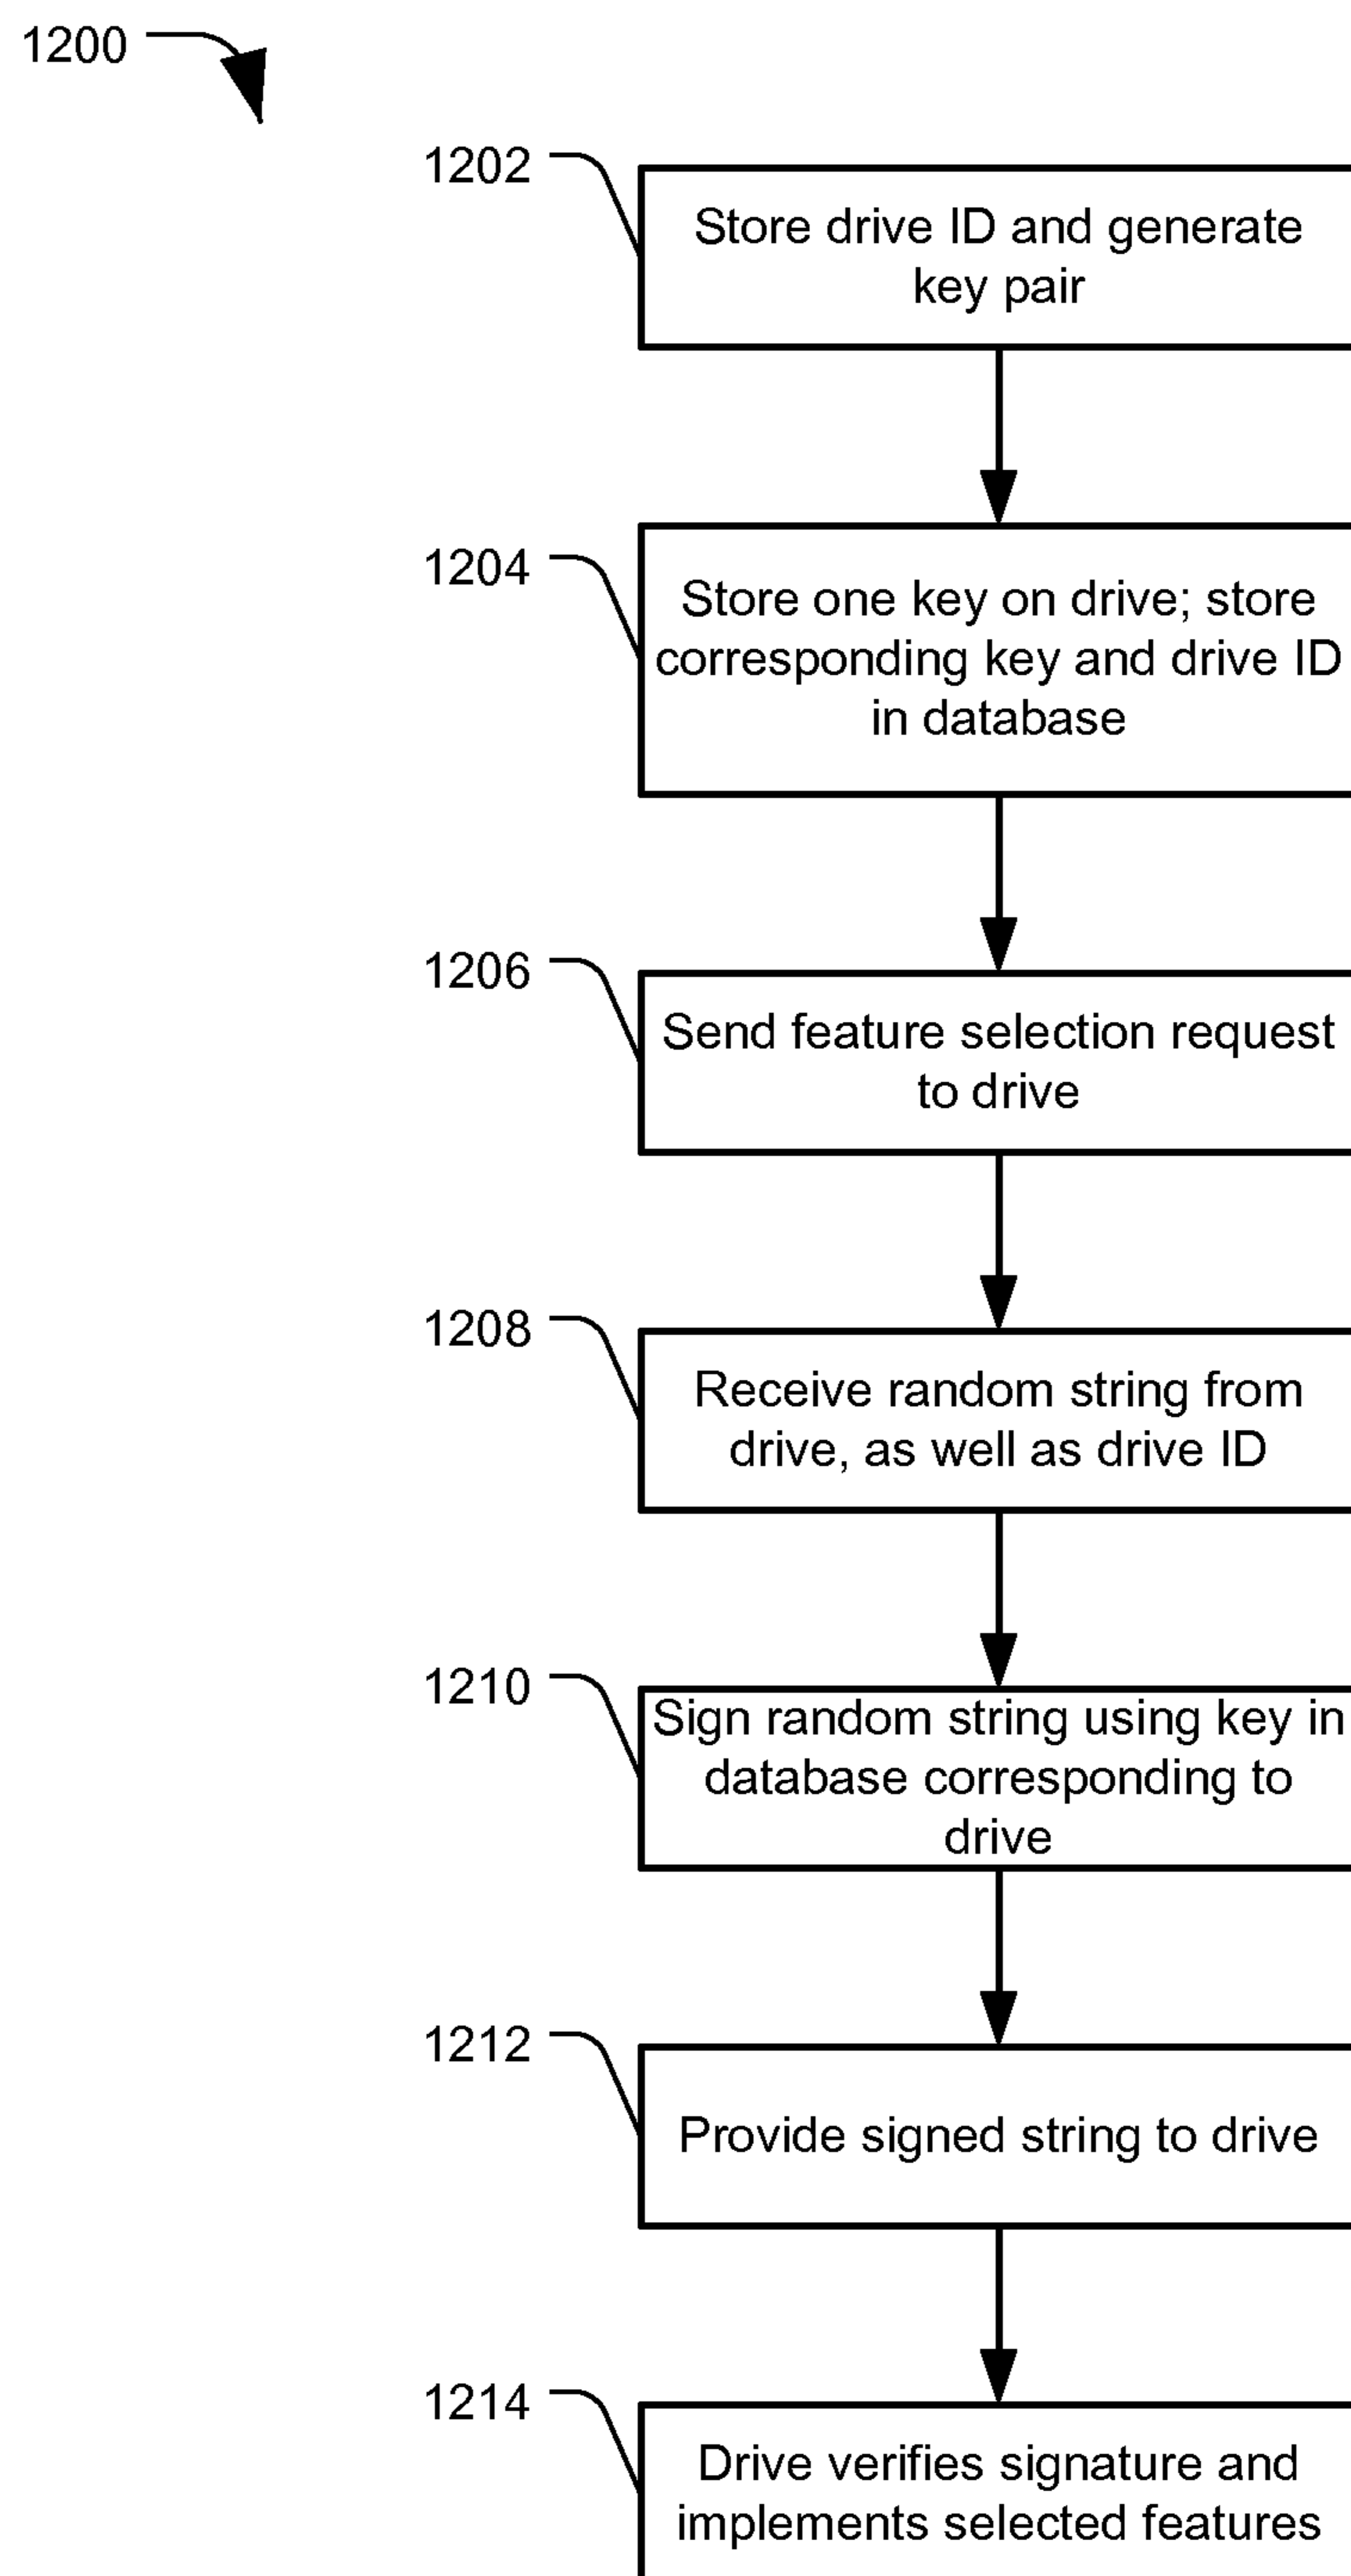 1200
1202
Store drive ID and generate
key pair
1204
Store one key on drive; store
corresponding key and drive ID
in database
1206
Send feature selection request
to drive
1208
Receive random string from
drive, as well as drive ID
1210
Sign random string using key in
database corresponding to
drive
1212
Provide signed string to drive
1214
Drive verifies signature and
implements selected features